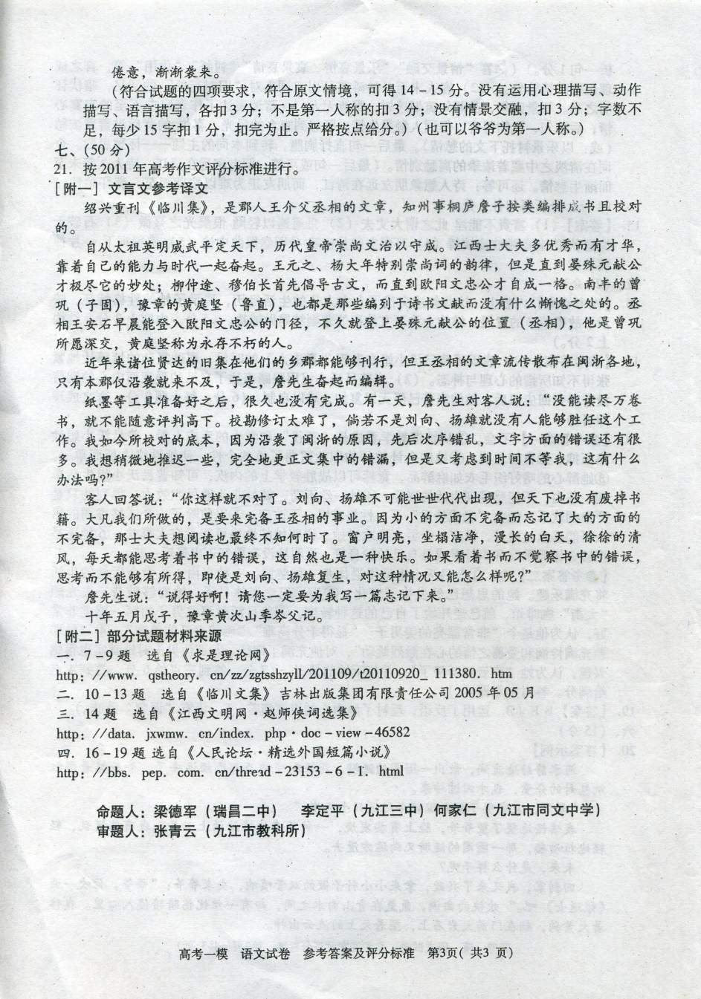 倦意，渐渐袭来。
（符合试题的四项要求，符合原文情境，可得14－15分。没有运用心理描写、动作
描写、语言描写，各扣3分；不是第一人称的扣3分；没有情景交融，扣3分；字数不
足，每少15字扣1分，扣完为止。严格按点给分。）（也可以爷爷为第一人称。）
七、（50分）
21. 按2011年高考作文评分标准进行。
［附一］文言文参考译文
绍兴重刊《临川集》，是郡人王介父丞相的文章，知州事桐庐詹子按类编排成书且校对
的。
自从太祖英明威武平定天下，历代皇帝崇尚文治以守成。江西士大夫多优秀而有才华，
靠着自己的能力与时代一起奋起。王元之、杨大年特别崇尚词的韵律，但是直到晏殊元献公
才极尽它的妙处；柳仲途、穆伯长首先倡导古文，而直到欧阳文忠公才自成一格。南丰的曾
巩（子固），豫章的黄庭坚（鲁直），也都是那些编列于诗书文献而没有什么惭愧之处的。丞
相王安石早晨能登入欧阳文忠公的门径，不久就登上晏殊元献公的位置（丞相），他是曾巩
所愿深交，黄庭坚称为永存不朽的人。
近年来诸位贤达的旧集在他们的乡郡都能够刊行，但王丞相的文章流传散布在闽浙各地，
只有本郡仅沿袭就来不及，于是，詹先生奋起而编辑。
纸墨等工具准备好之后，很久也没有完成。有一天，詹先生对客人说：“没能读尽万卷
书，就不能随意评判高下。校勘修订太难了，倘若不是刘向、扬雄就没有人能够胜任这个工
作。我如今所校对的底本，因为沿袭了闽浙的原因，先后次序错乱，文字方面的错误还有很
多。我想稍微地推迟一些，完全地更正文集中的错漏，但是又考虑到时间不等我，这有什么
办法吗？”
客人回答说：“你这样就不对了。刘向、扬雄不可能世世代代出现，但天下也没有废掉书
籍。大凡我们所做的，是要来完备王丞相的事业。因为小的方面不完备而忘记了大的方面的
不完备，那士大夫想阅读也最终不知何时了。窗户明亮，坐榻洁净，漫长的白天，徐徐的清
风，每天都能思考着书中的错误，这自然也是一种快乐。如果看着书而不觉察书中的错误，
思考而不能够有所得，即使是刘向、扬雄复生，对这种情况又能怎么样呢？”
詹先生说：“说得好啊！请您一定要为我写一篇忘记下来。”
十年五月戊子，豫章黄次山季岑父记。
［附二］部分试题材料来源
一．7－9题 选自《求是理论网》
http：//www．qstheory．cn/zz/zgtsshzyll/201109/t20110920_ 111380．htm
二．10－13题 选自《临川文集》吉林出版集团有限责任公司2005年05月
三．14题 选自《江西文明网·赵师侠词选集》
http：//data．jxwmw．cn/index．php·doc－view－46582
四．16－19题 选自《人民论坛·精选外国短篇小说》
http：//bbs．pep．com．cn/thread－23153－6－1．html
命题人：梁德军（瑞昌二中） 李定平（九江三中）何家仁（九江市同文中学）
审题人：张青云（九江市教科所）
高考一模 语文试卷 参考答案及评分标准 第3页（共3 页）